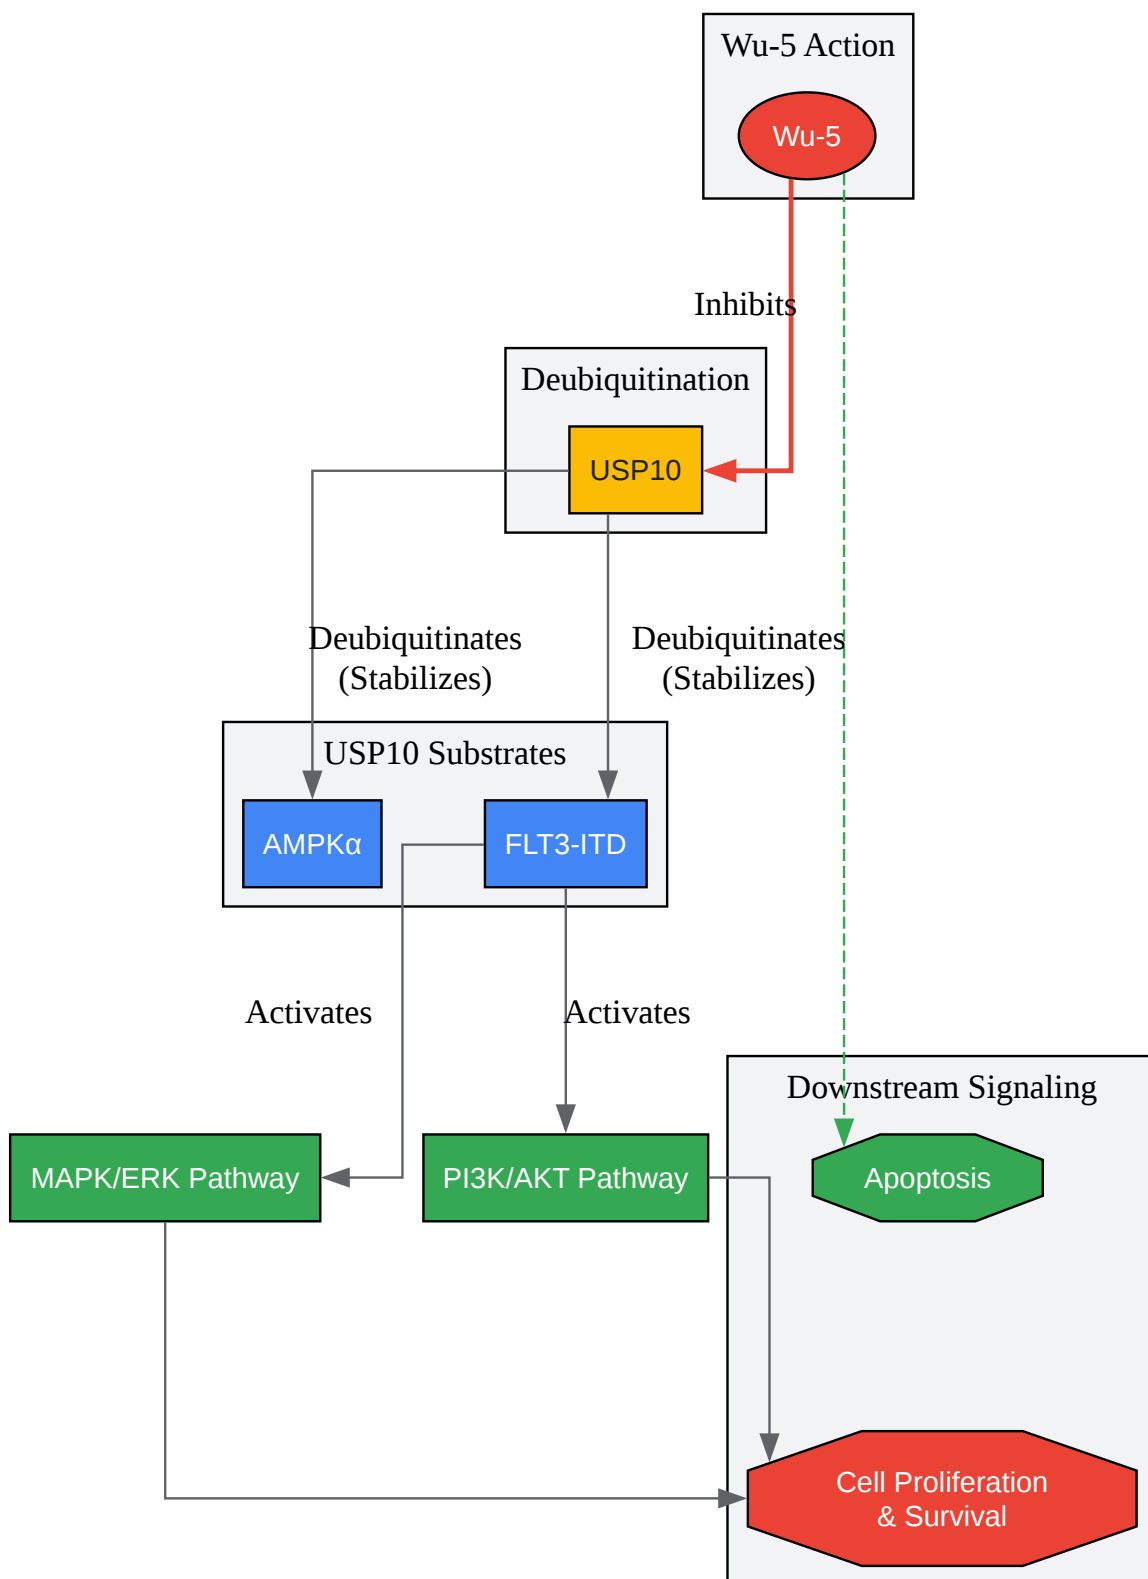 Wu-5 Action
Wu-5
Inhibits
Deubiquitination
USP10
Deubiquitinates
(Stabilizes)
Deubiquitinates
(Stabilizes)
USP10 Substrates
AMPKα
FLT3-ITD
Activates
Activates
Downstream Signaling
MAPK/ERK Pathway
PI3K/AKT Pathway
Apoptosis
Cell Proliferation
& Survival